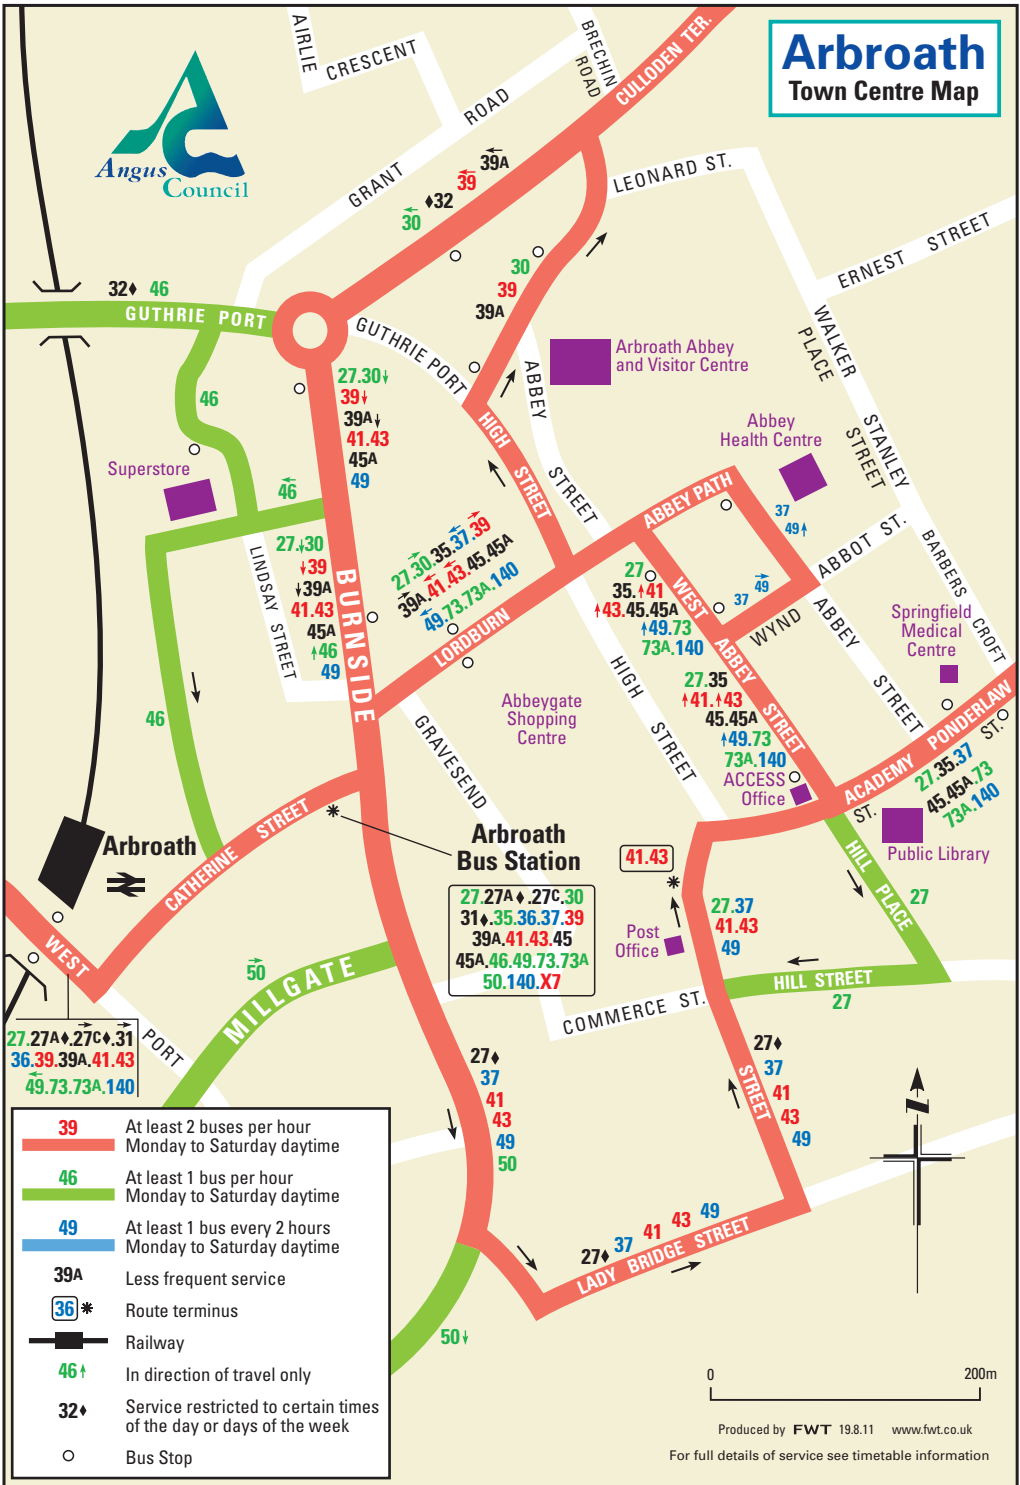 Arbroath
Town Centre Map
Angus
Council
AIRLIE
CRESCENT
GRANT
ROAD
BRECHIN
ROAD
CULLODEN TER.
39A
39
♦32
30
LEONARD ST.
ERNEST STREET
WALKER
PLACE
STANLEY
STREET
BARBERS
CROFT
30
39
39A
32♦ 46
GUTHRIE PORT
GUTHRIE PORT
Arbroath Abbey
and Visitor Centre
ABBEY
STREET
HIGH
STREET
Abbey
Health Centre
46
Superstore
46
27.30↓
39↓
39A↓
41.43
45A
49
27.↓30
↓39
↓39A
41.43
45A
↑46
49
LINDSAY STREET
BURNSIDE
27.30.35.37.39
39A.41.43.45.45A
49.73.73A.140
LORDBURN
ABBEY PATH
37
49↑
49
37
WYND
ABBOT ST.
ABBEY
STREET
Springfield
Medical
Centre
27
35.↑41
↑43.45.45A
↑49.73
73A.140
WEST
ABBEY
STREET
27.35
↑41.↑43
45.45A
↑49.73
73A.140
HIGH
STREET
Abbeygate
Shopping
Centre
GRAVESEND
46
ACCESS
Office
ACADEMY
ST.
PONDERLAW
ST.
27.35.37
45.45A.73
73A.140
Public Library
HILL
PLACE
27
HILL STREET
27
Arbroath
CATHERINE STREET
Arbroath
Bus Station
27.27A♦.27C.30
31♦.35.36.37.39
39A.41.43.45
45A.46.49.73.73A
50.140.X7
41.43
Post
Office
27.37
41.43
49
COMMERCE ST.
WEST
PORT
27.27A♦.27C♦.31
36.39.39A.41.43
49.73.73A.140
50
MILLGATE
27♦
37
41
43
49
50
27♦
37
41
43
49
STREET
27♦ 37 41 43 49
LADY BRIDGE STREET
50↓
N
39 At least 2 buses per hour
Monday to Saturday daytime
46 At least 1 bus per hour
Monday to Saturday daytime
49 At least 1 bus every 2 hours
Monday to Saturday daytime
39A Less frequent service
36 * Route terminus
Railway
46↑ In direction of travel only
32♦ Service restricted to certain times
of the day or days of the week
Bus Stop
0 200m
Produced by FWT 19.8.11 www.fwt.co.uk
For full details of service see timetable information